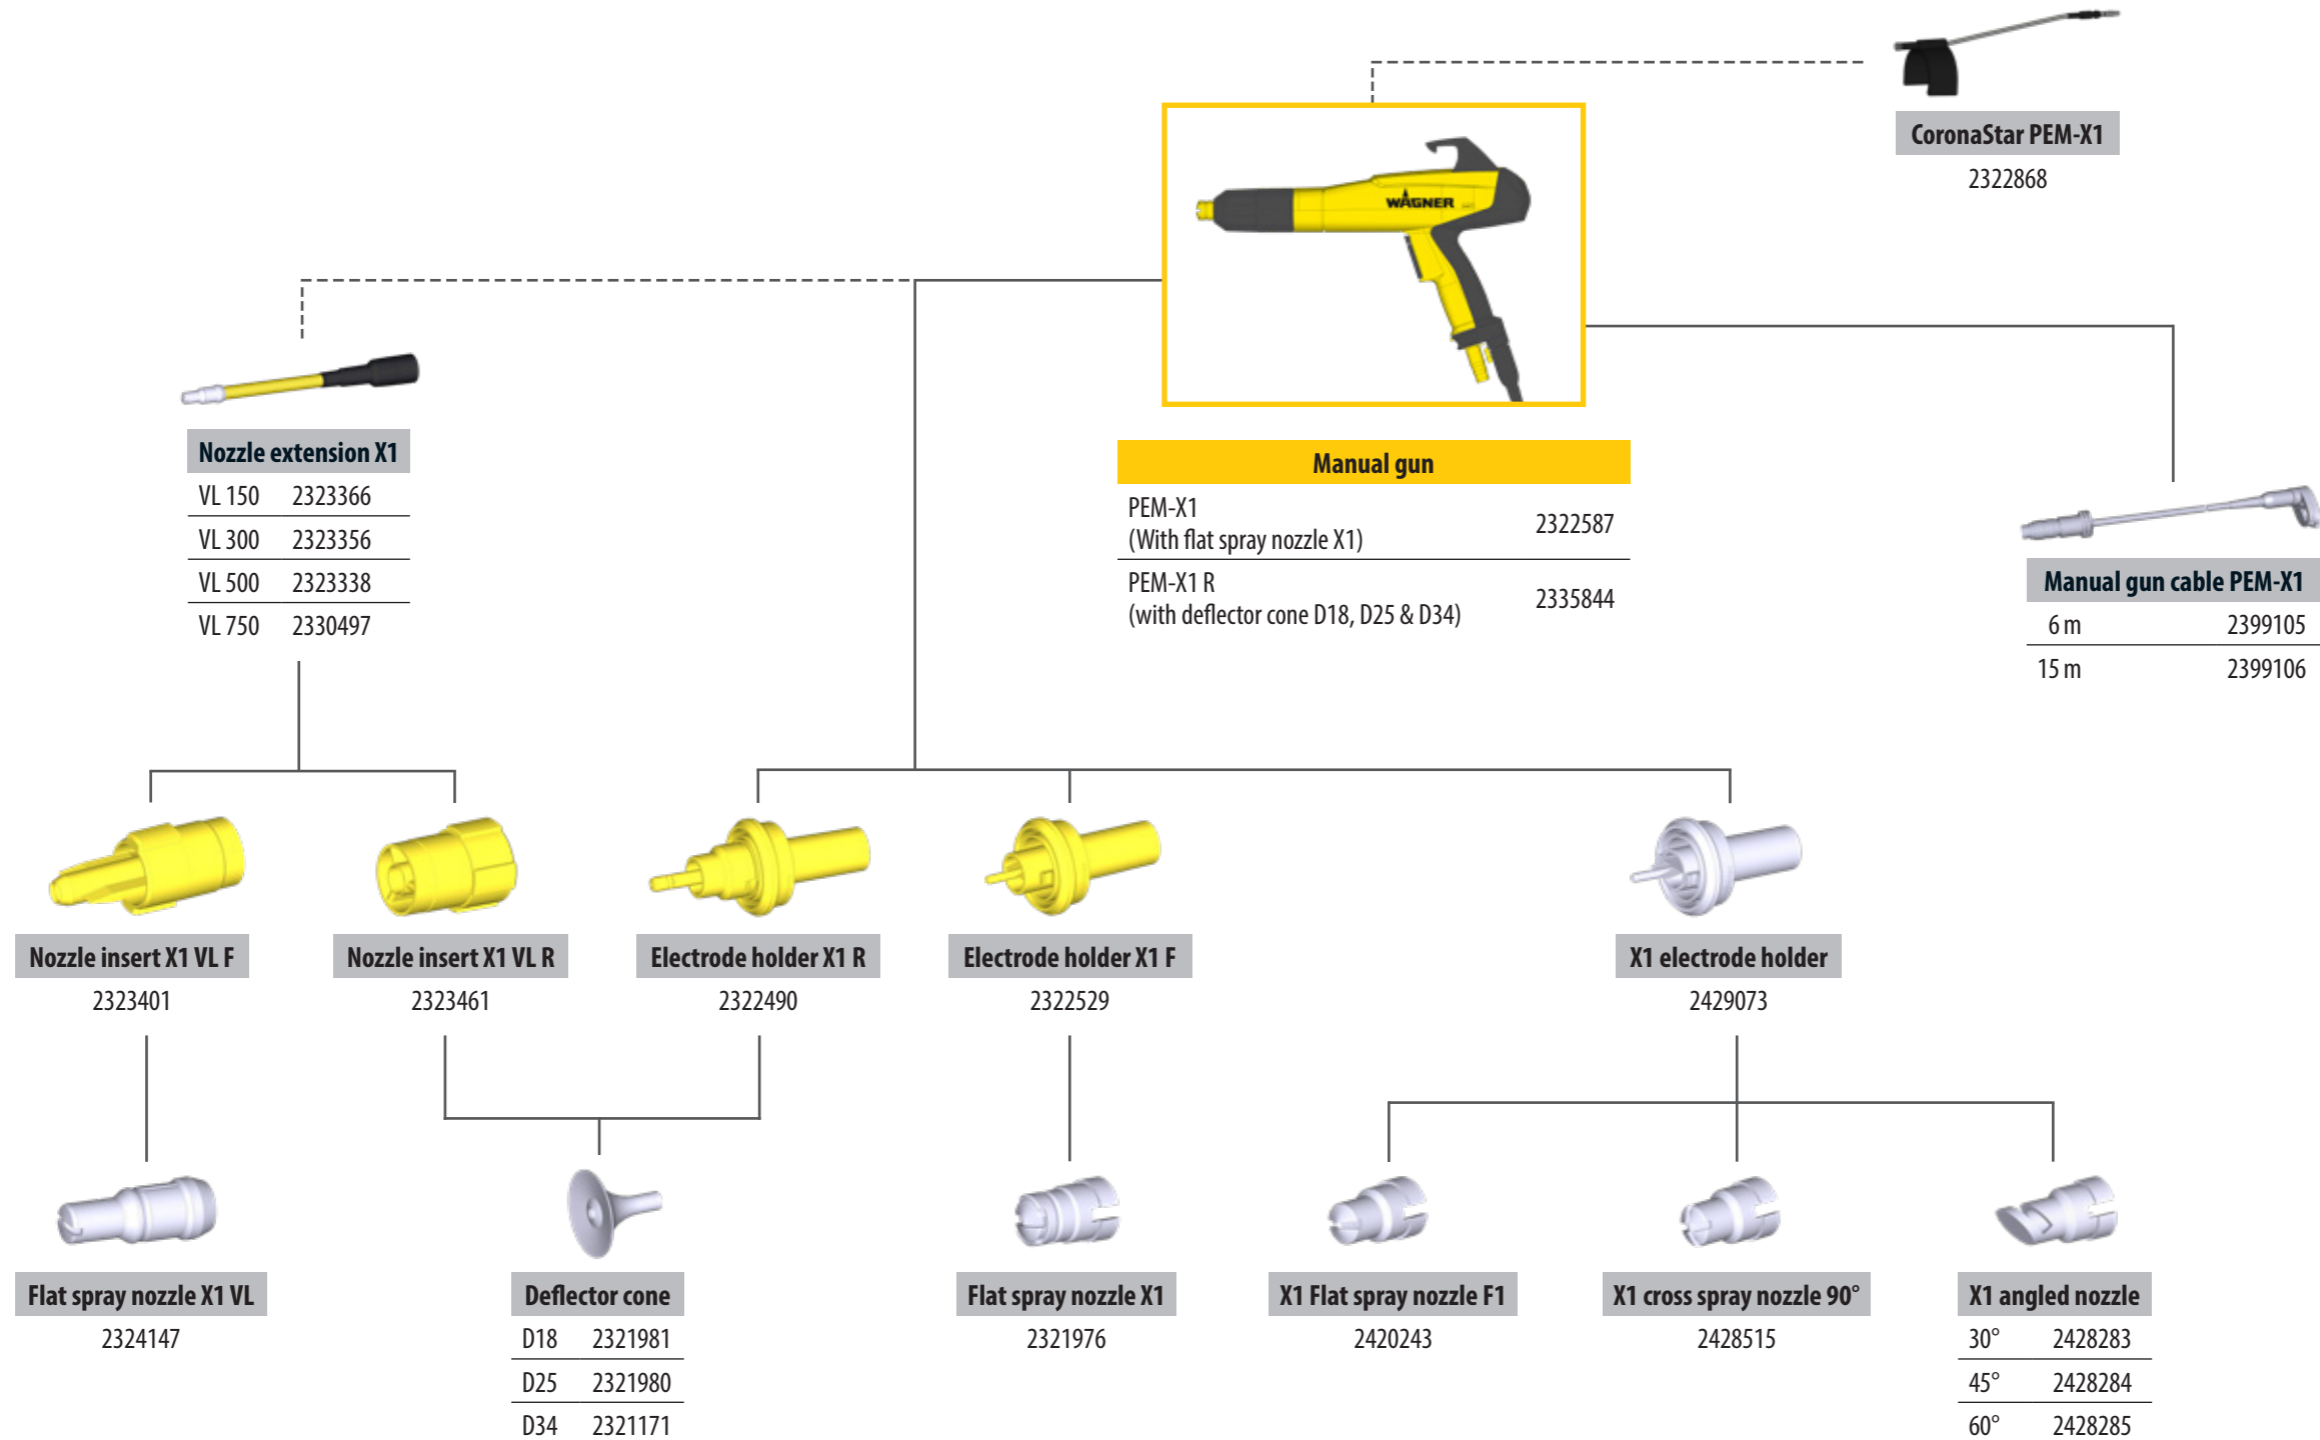 CoronaStar PEM-X1
2322868
WAGNER
Nozzle extension X1
VL 150 2323366
VL 300 2323356
VL 500 2323338
VL 750 2330497
Manual gun
PEM-X1
(With flat spray nozzle X1) 2322587
PEM-X1 R
(with deflector cone D18, D25 & D34) 2335844
Manual gun cable PEM-X1
6 m 2399105
15 m 2399106
Nozzle insert X1 VL F
2323401
Nozzle insert X1 VL R
2323461
Electrode holder X1 R
2322490
Electrode holder X1 F
2322529
X1 electrode holder
2429073
Flat spray nozzle X1 VL
2324147
Deflector cone
D18 2321981
D25 2321980
D34 2321171
Flat spray nozzle X1
2321976
X1 Flat spray nozzle F1
2420243
X1 cross spray nozzle 90°
2428515
X1 angled nozzle
30° 2428283
45° 2428284
60° 2428285